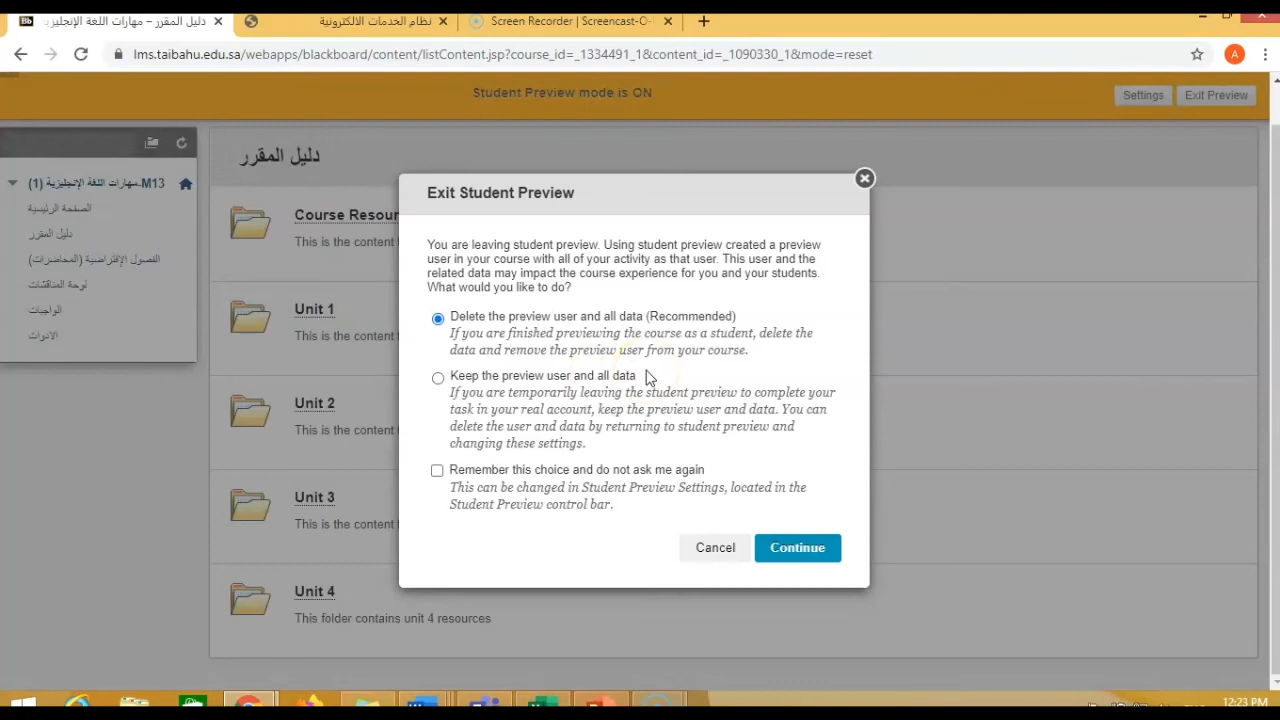 دليل المقرر – مهارات اللغة الإنجليزية
نظام الخدمات الالكترونية
Screen Recorder | Screencast-O-
lms.taibahu.edu.sa/webapps/blackboard/content/listContent.jsp?course_id=_1334491_1&content_id=_1090330_1&mode=reset
A
Student Preview mode is ON
Settings
Exit Preview
M13-مهارات اللغة الإنجليزية (1)
الصفحة الرئيسية
دليل المقرر
الفصول الافتراضية (المحاضرات)
لوحة المناقشات
الواجبات
الادوات
دليل المقرر
Course Resour
This is the content f
Unit 1
This is the content f
Unit 2
This is the content f
Unit 3
This is the content f
Unit 4
This folder contains unit 4 resources
Exit Student Preview
You are leaving student preview. Using student preview created a preview
user in your course with all of your activity as that user. This user and the
related data may impact the course experience for you and your students.
What would you like to do?
Delete the preview user and all data (Recommended)
If you are finished previewing the course as a student, delete the
data and remove the preview user from your course.
Keep the preview user and all data
If you are temporarily leaving the student preview to complete your
task in your real account, keep the preview user and data. You can
delete the user and data by returning to student preview and
changing these settings.
Remember this choice and do not ask me again
This can be changed in Student Preview Settings, located in the
Student Preview control bar.
Cancel
Continue
12:23 PM